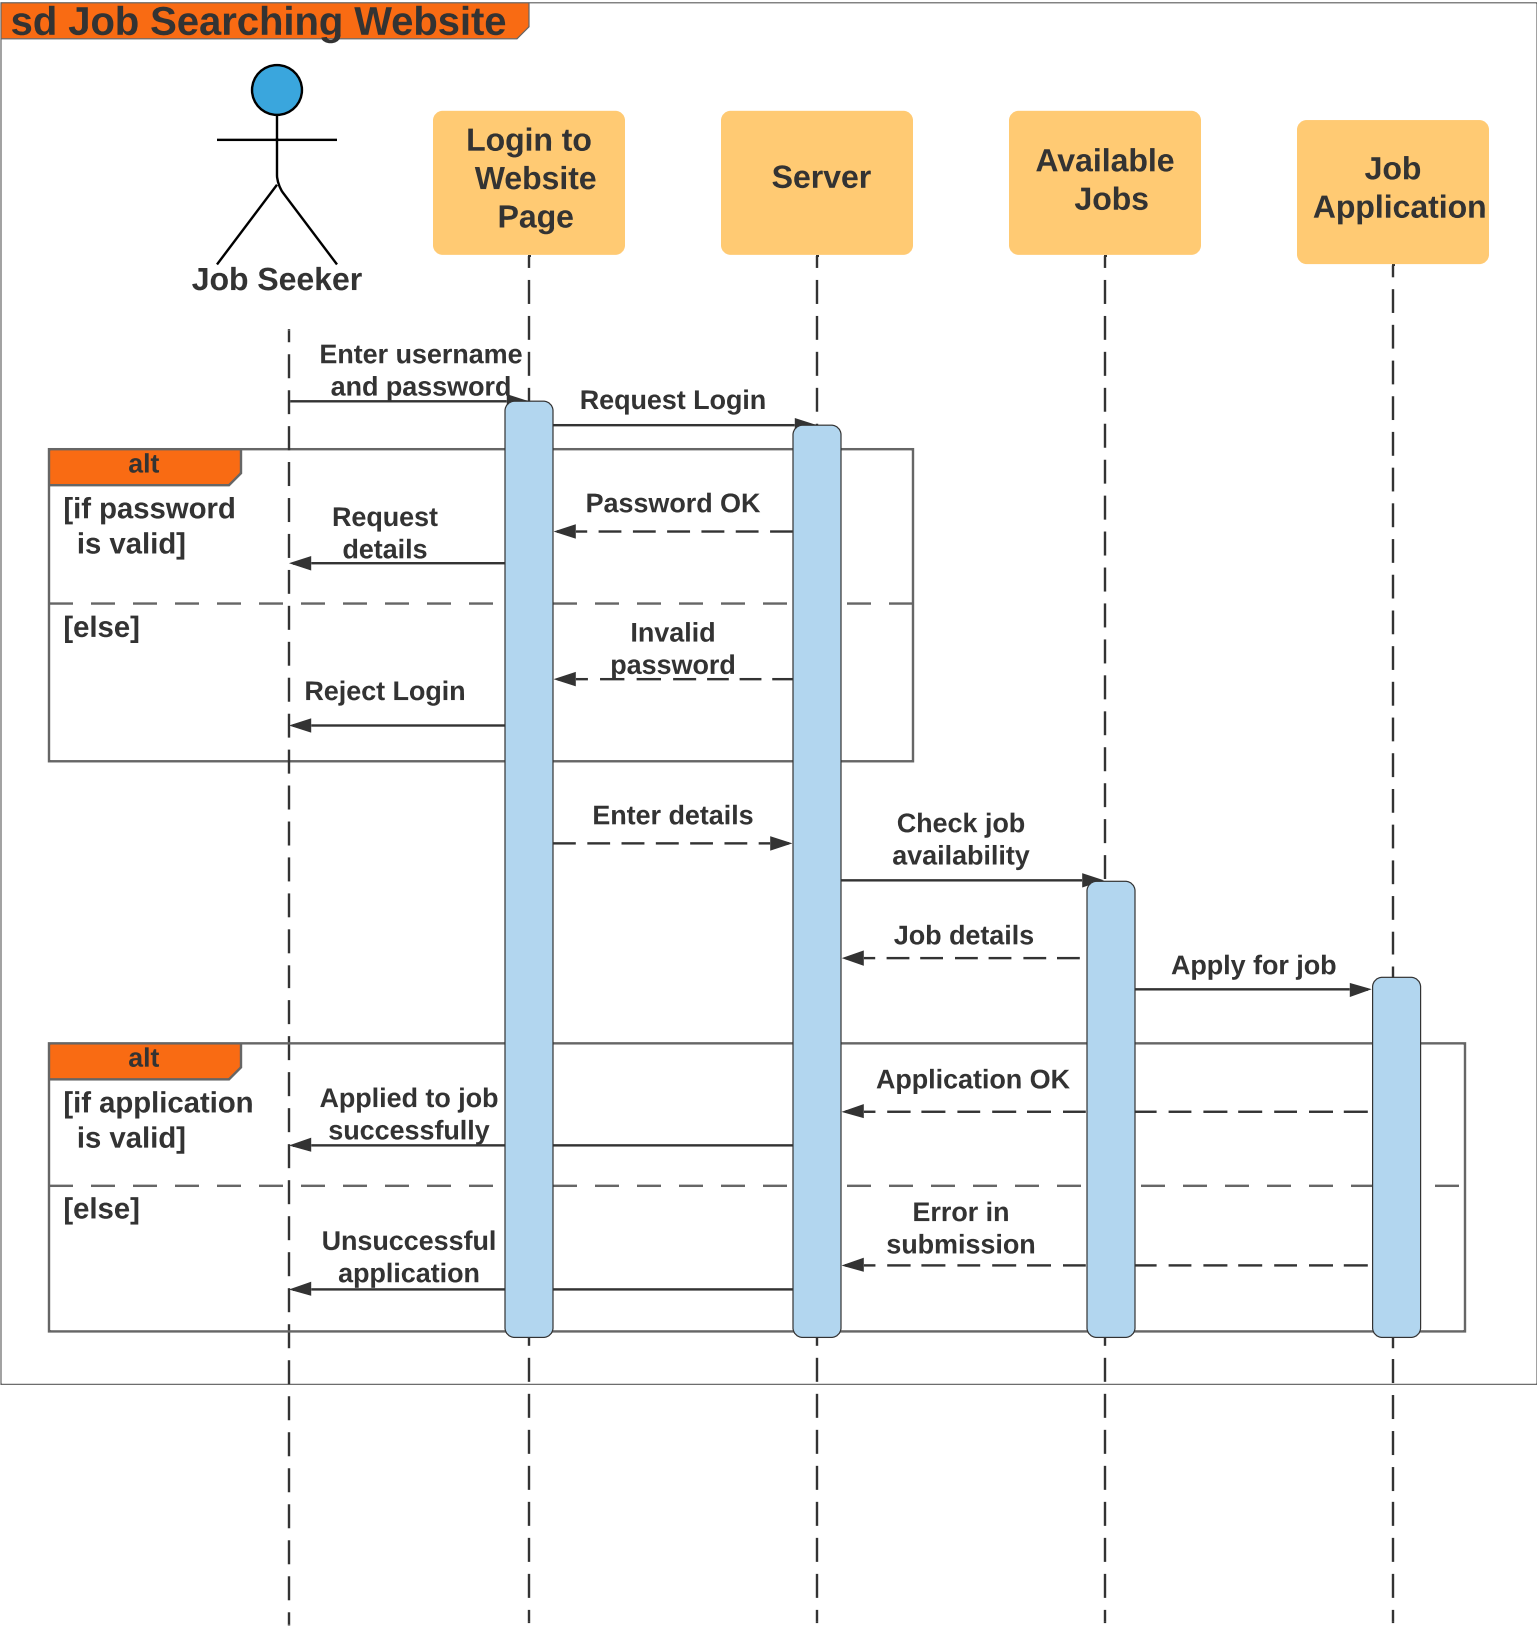 sd Job Searching Website
Job Seeker
Login to
Website
Page
Server
Available
Jobs
Job
Application
Enter username
and password
Request Login
alt
[if password
is valid]
Password OK
Request
details
[else]
Invalid
password
Reject Login
Enter details
Check job
availability
Job details
Apply for job
alt
[if application
is valid]
Application OK
Applied to job
successfully
[else]
Error in
submission
Unsuccessful
application